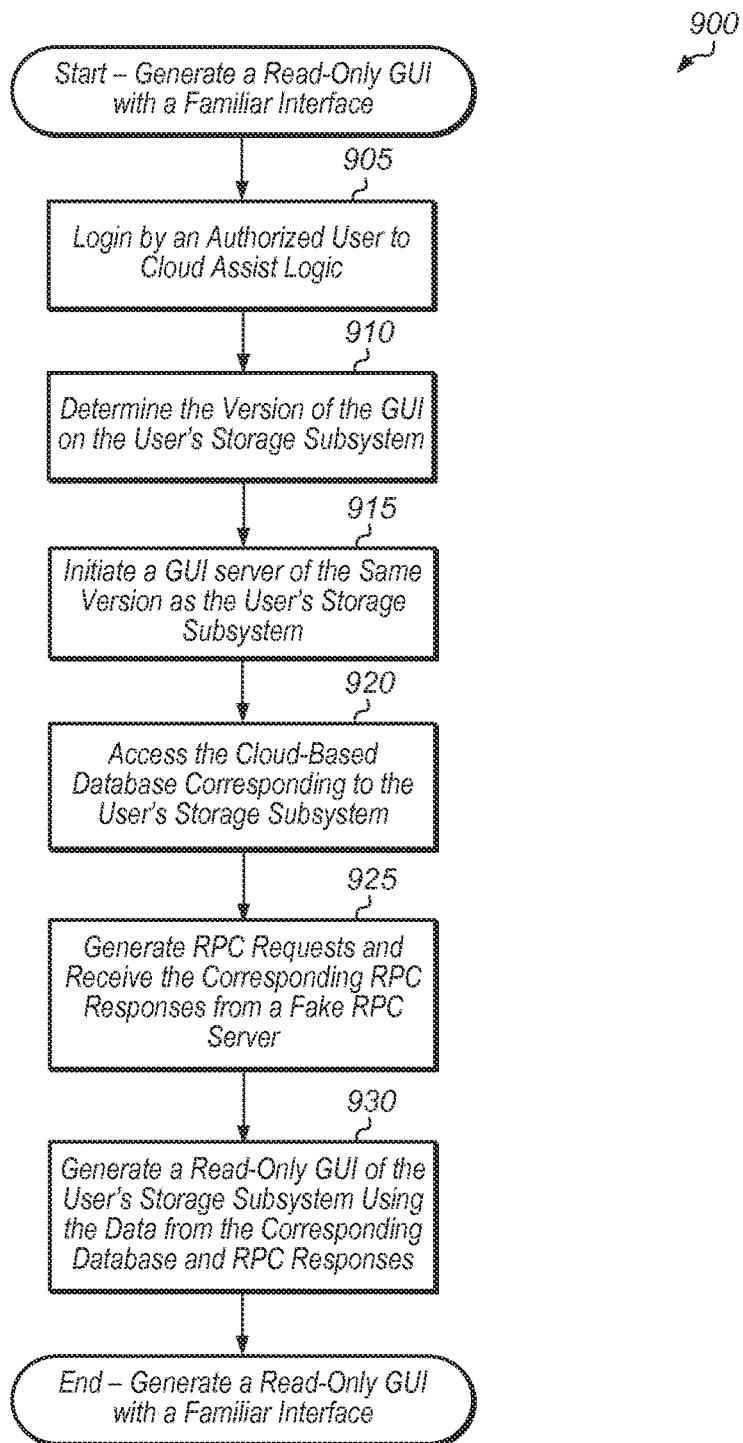 900
Start – Generate a Read-Only GUI
with a Familiar Interface
905
Login by an Authorized User to
Cloud Assist Logic
910
Determine the Version of the GUI
on the User's Storage Subsystem
915
Initiate a GUI server of the Same
Version as the User's Storage
Subsystem
920
Access the Cloud-Based
Database Corresponding to the
User's Storage Subsystem
925
Generate RPC Requests and
Receive the Corresponding RPC
Responses from a Fake RPC
Server
930
Generate a Read-Only GUI of the
User's Storage Subsystem Using
the Data from the Corresponding
Database and RPC Responses
End – Generate a Read-Only GUI
with a Familiar Interface